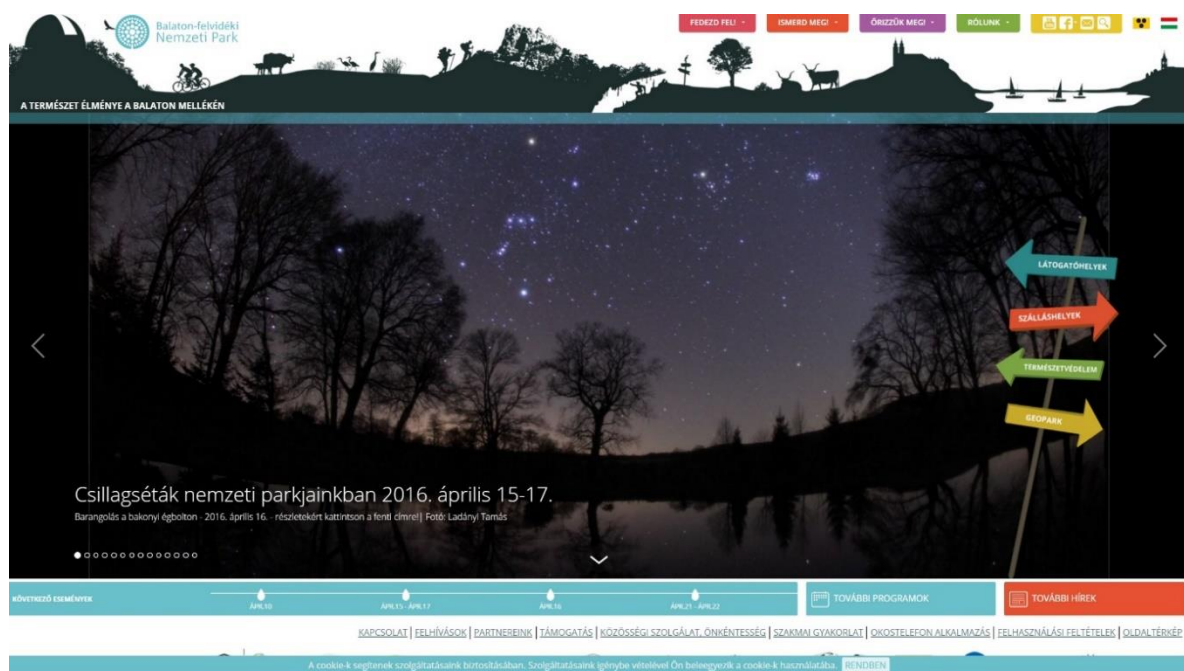 Balaton-felvidéki
Nemzeti Park
FEDEZD FEL!
ISMERD MEG!
ŐRIZZÜK MEG!
RÓLUNK
A TERMÉSZET ÉLMÉNYE A BALATON MELLÉKÉN
LÁTOGATÓHELYEK
SZÁLLÁSHELYEK
TERMÉSZETVÉDELEM
GEOPARK
Csillagséták nemzeti parkjainkban 2016. április 15-17.
Barangolás a bakonyi égbolton - 2016. április 16. - részletekért kattintson a fenti címre!| Fotó: Ladányi Tamás
KÖVETKEZŐ ESEMÉNYEK
ÁPR.10
ÁPR.15 - ÁPR.17
ÁPR.16
ÁPR.21 - ÁPR.22
TOVÁBBI PROGRAMOK
TOVÁBBI HÍREK
KAPCSOLAT | FELHÍVÁSOK | PARTNEREINK | TÁMOGATÁS | KÖZÖSSÉGI SZOLGÁLAT, ÖNKÉNTESSÉG | SZAKMAI GYAKORLAT | OKOSTELEFON ALKALMAZÁS | FELHASZNÁLÁSI FELTÉTELEK | OLDALTÉRKÉP
A cookie-k segítenek szolgáltatásaink biztosításában. Szolgáltatásaink igénybe vételével Ön beleegyezik a cookie-k használatába. RENDBEN